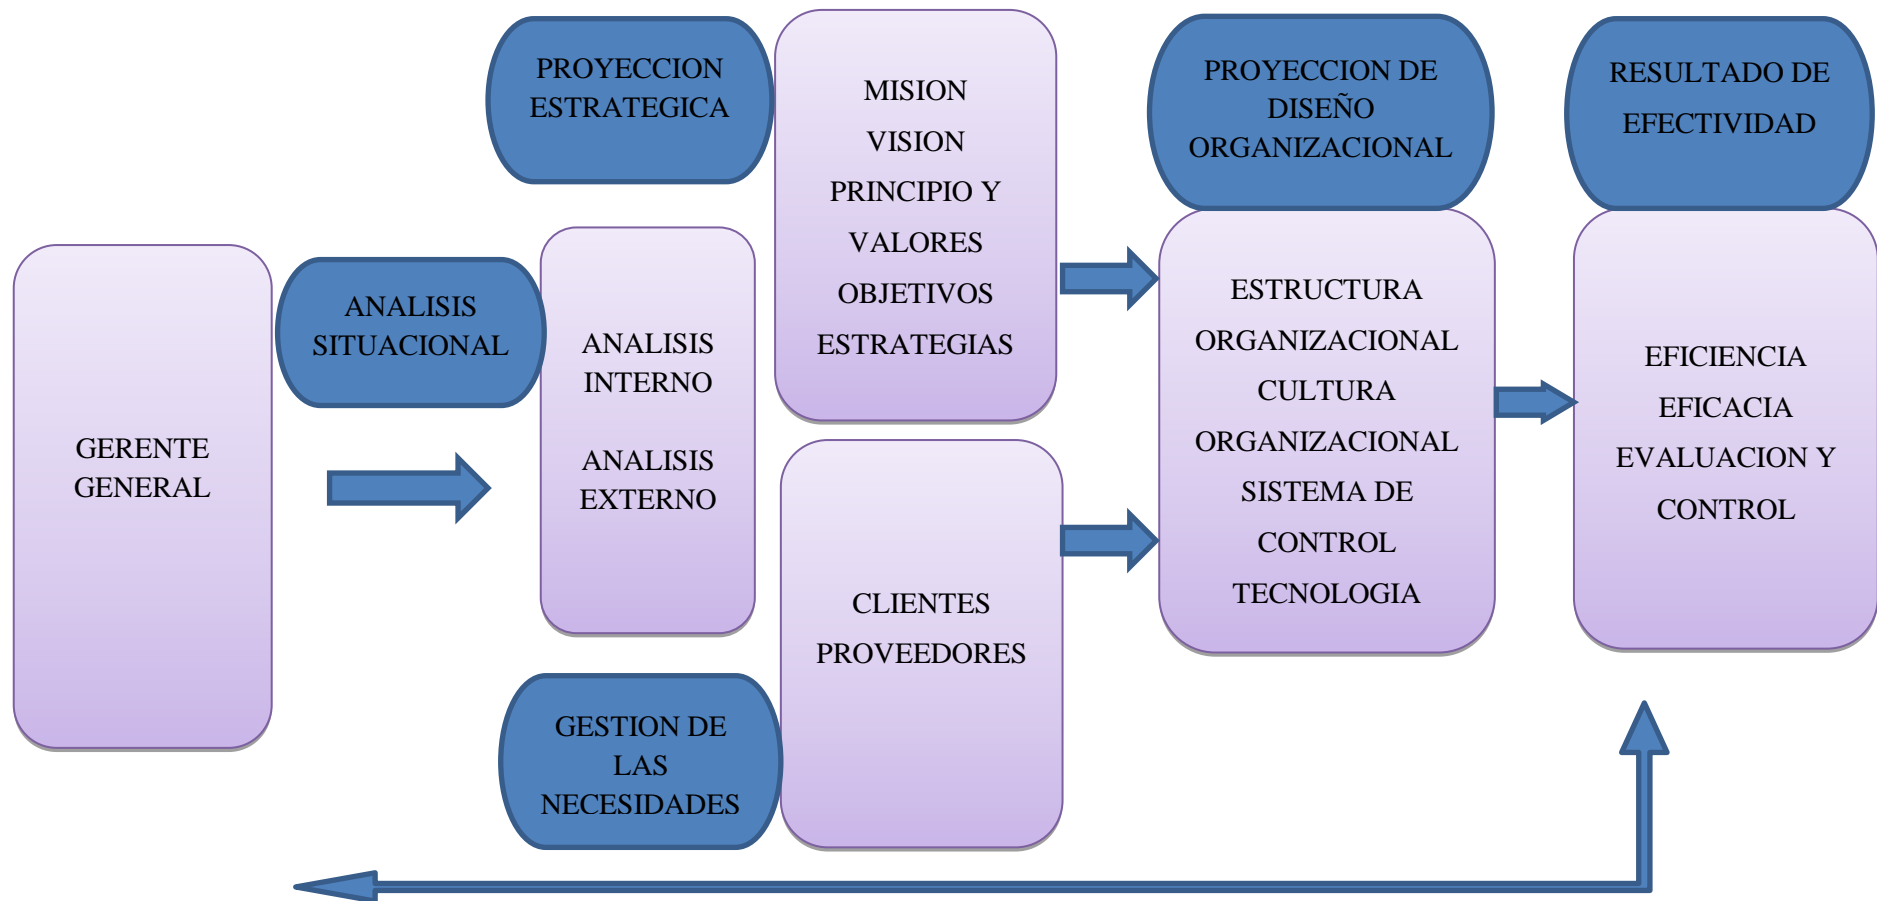 GERENTE
GENERAL
ANALISIS
SITUACIONAL
ANALISIS
INTERNO
ANALISIS
EXTERNO
PROYECCION
ESTRATEGICA
MISION
VISION
PRINCIPIO Y
VALORES
OBJETIVOS
ESTRATEGIAS
GESTION DE
LAS
NECESIDADES
CLIENTES
PROVEEDORES
PROYECCION DE
DISEÑO
ORGANIZACIONAL
ESTRUCTURA
ORGANIZACIONAL
CULTURA
ORGANIZACIONAL
SISTEMA DE
CONTROL
TECNOLOGIA
RESULTADO DE
EFECTIVIDAD
EFICIENCIA
EFICACIA
EVALUACION Y
CONTROL